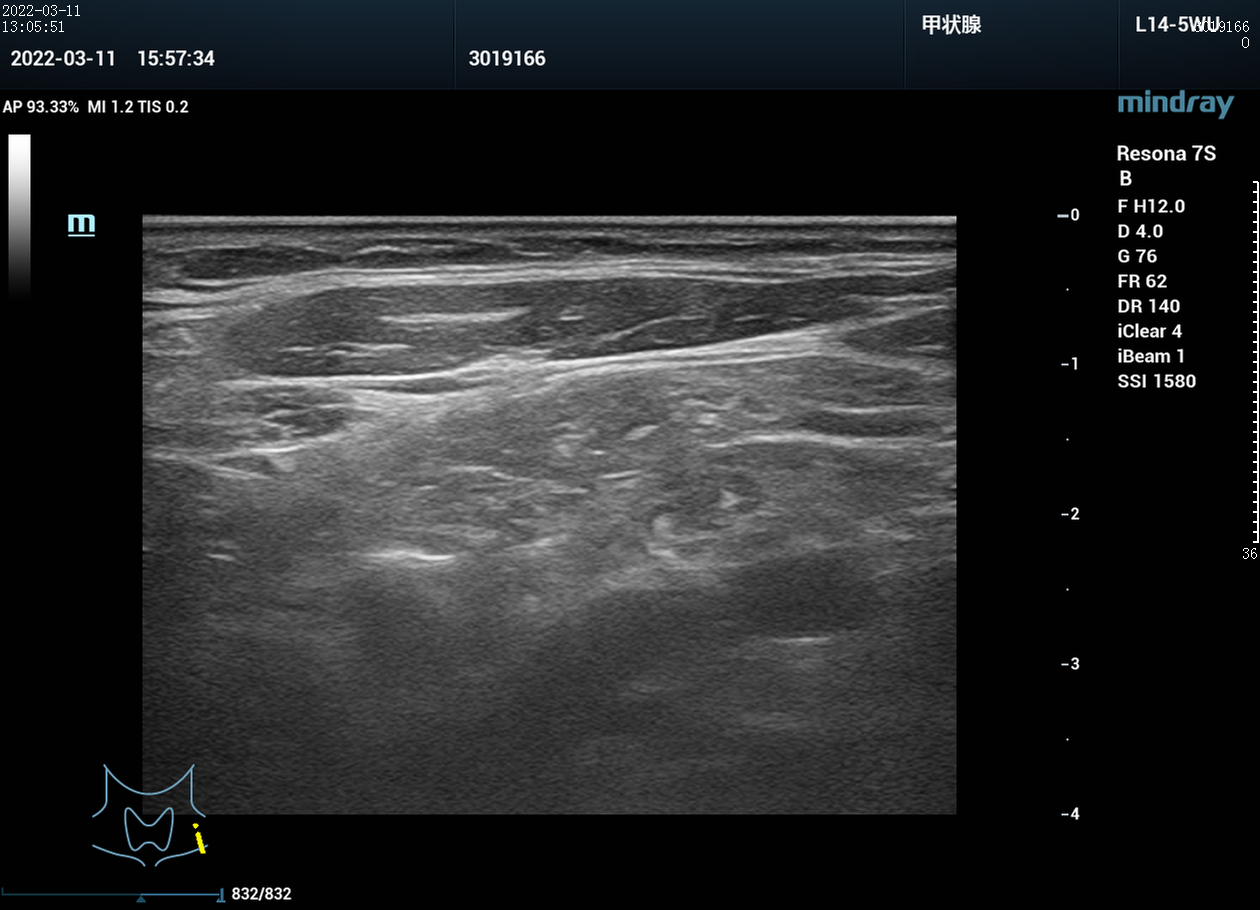 2022-03-11
13:05:51
2022-03-11 15:57:34
3019166
甲状腺
L14-5WU
3019166
0
AP 93.33% MI 1.2 TIS 0.2
mindray
Resona 7S
B
F H12.0
D 4.0
G 76
FR 62
DR 140
iClear 4
iBeam 1
SSI 1580
m
0
-1
-2
-3
-4
36
832/832